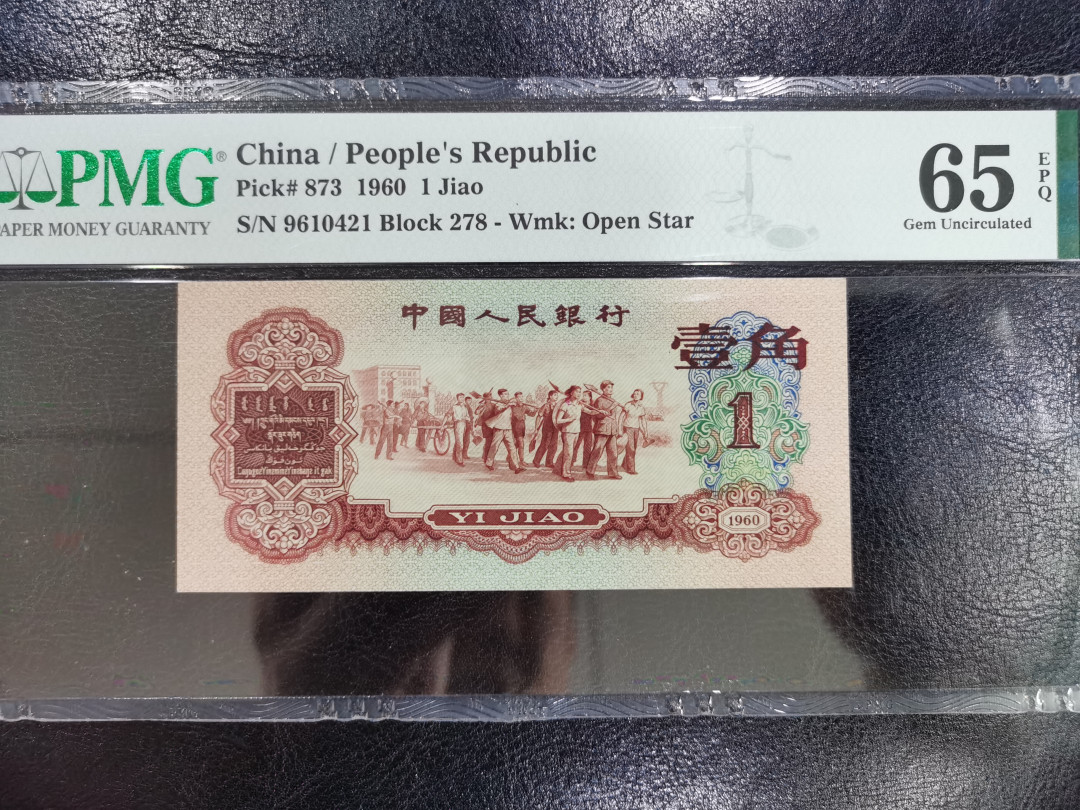 PMG®
China / People's Republic
Pick# 873 1960 1 Jiao
APER MONEY GUARANTY
S/N 9610421 Block 278 - Wmk: Open Star
65
EPQ
Gem Uncirculated
中國人民銀行
壹角
1
YI JIAO
1960